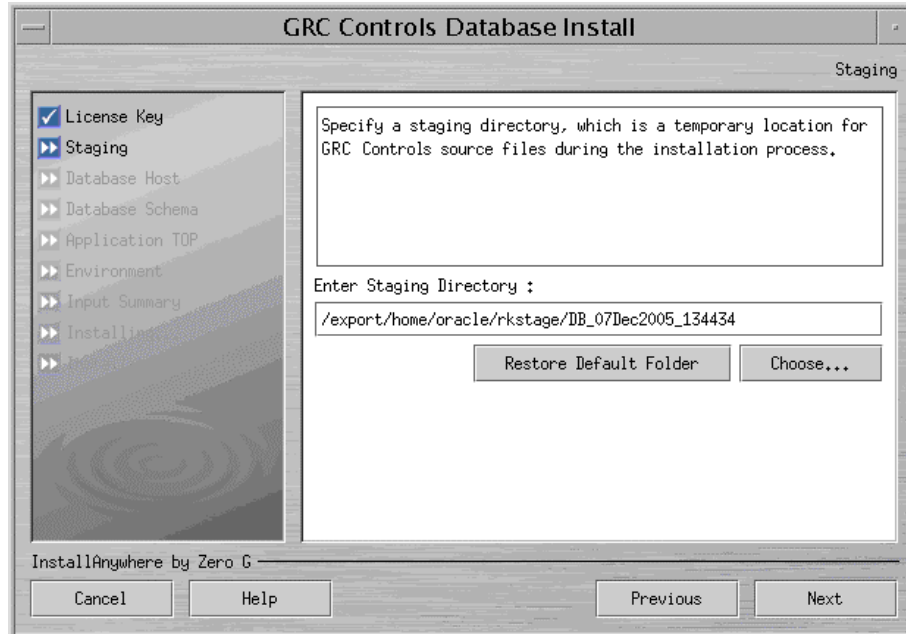 GRC Controls Database Install
Staging
License Key
Staging
Database Host
Database Schema
Application TOP
Environment
Input Summary
Installing...
Specify a staging directory, which is a temporary location for
GRC Controls source files during the installation process.
Enter Staging Directory :
/export/home/oracle/rkstage/DB_07Dec2005_134434
Restore Default Folder
Choose...
InstallAnywhere by Zero G
Cancel
Help
Previous
Next